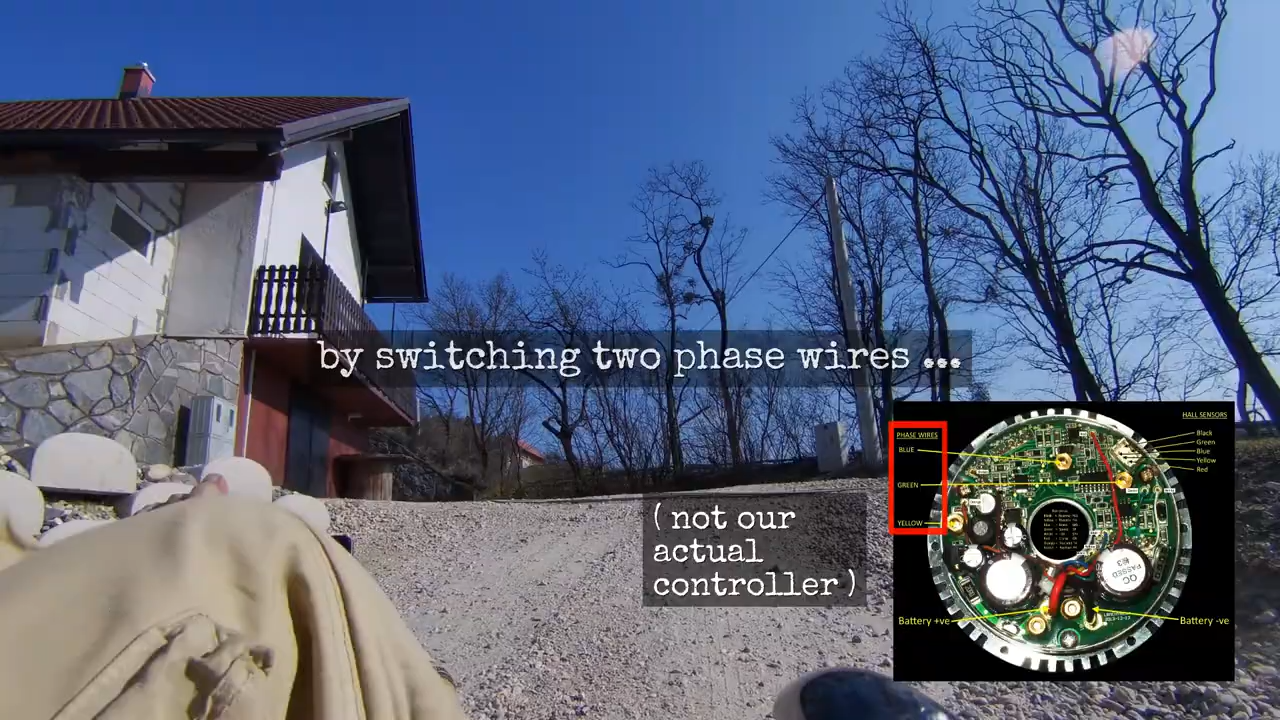 by switching two phase wires ...
( not our
actual
controller )
PHASE WIRES
BLUE
GREEN
YELLOW
HALL SENSORS
Black
Green
Blue
Yellow
Red
QC
PASSED
Battery +ve
Battery -ve